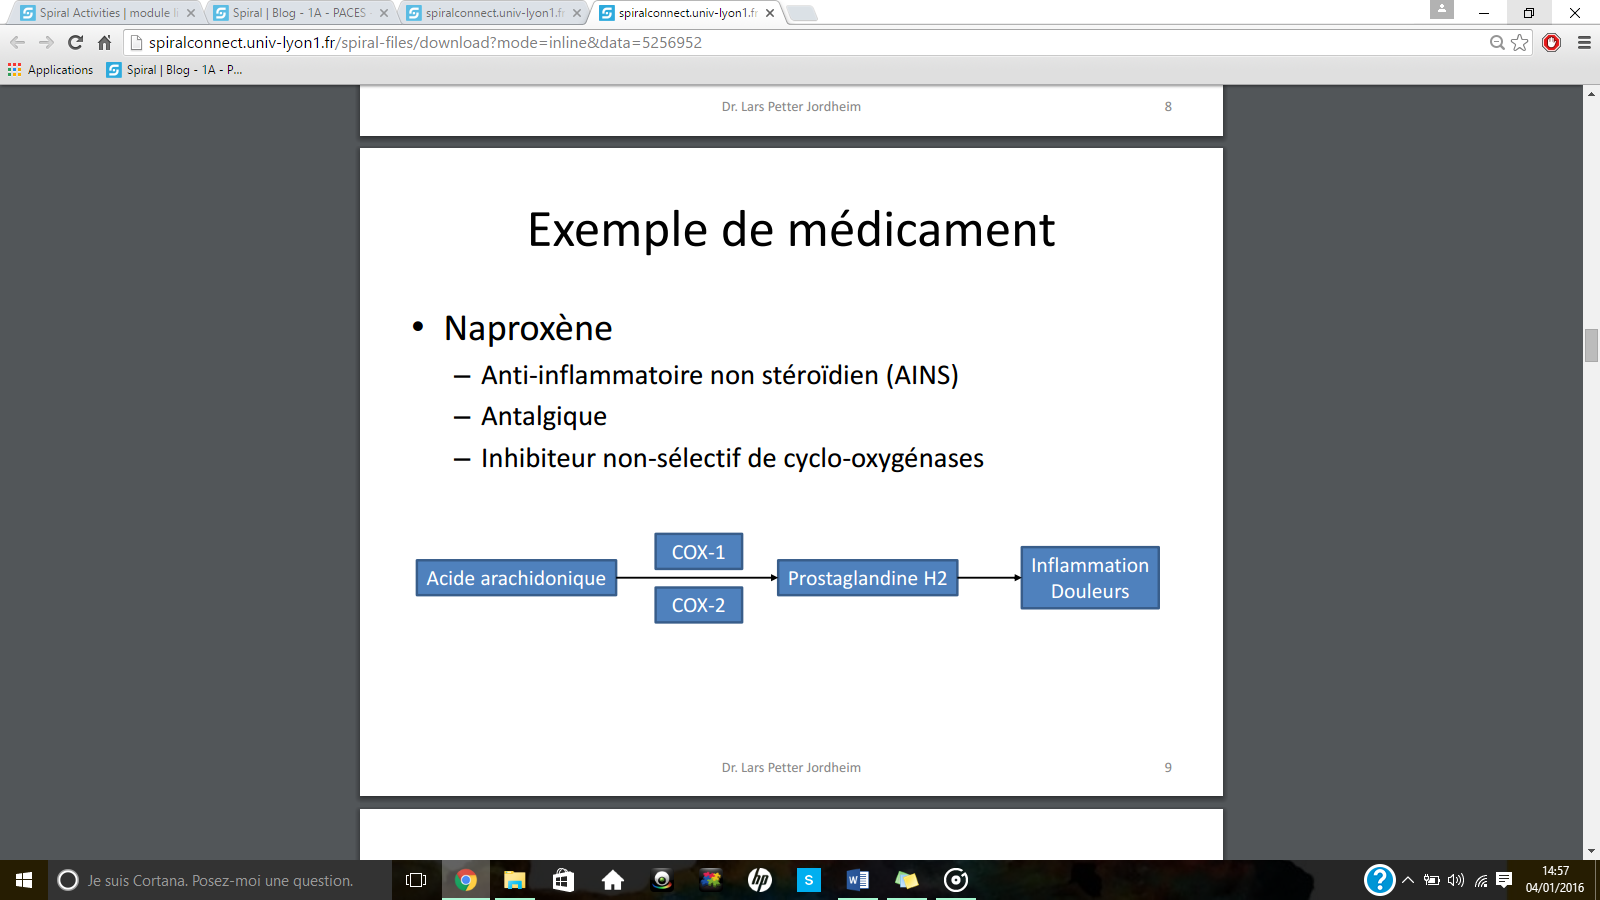 Spiral Activities | module li
Spiral | Blog - 1A - PACES -
spiralconnect.univ-lyon1.fr
spiralconnect.univ-lyon1.fr
spiralconnect.univ-lyon1.fr/spiral-files/download?mode=inline&data=5256952
Applications
Spiral | Blog - 1A - P...
Dr. Lars Petter Jordheim
8
Exemple de médicament
• Naproxène
– Anti-inflammatoire non stéroïdien (AINS)
– Antalgique
– Inhibiteur non-sélectif de cyclo-oxygénases
Acide arachidonique
COX-1
COX-2
Prostaglandine H2
Inflammation
Douleurs
Dr. Lars Petter Jordheim
9
Je suis Cortana. Posez-moi une question.
14:57
04/01/2016